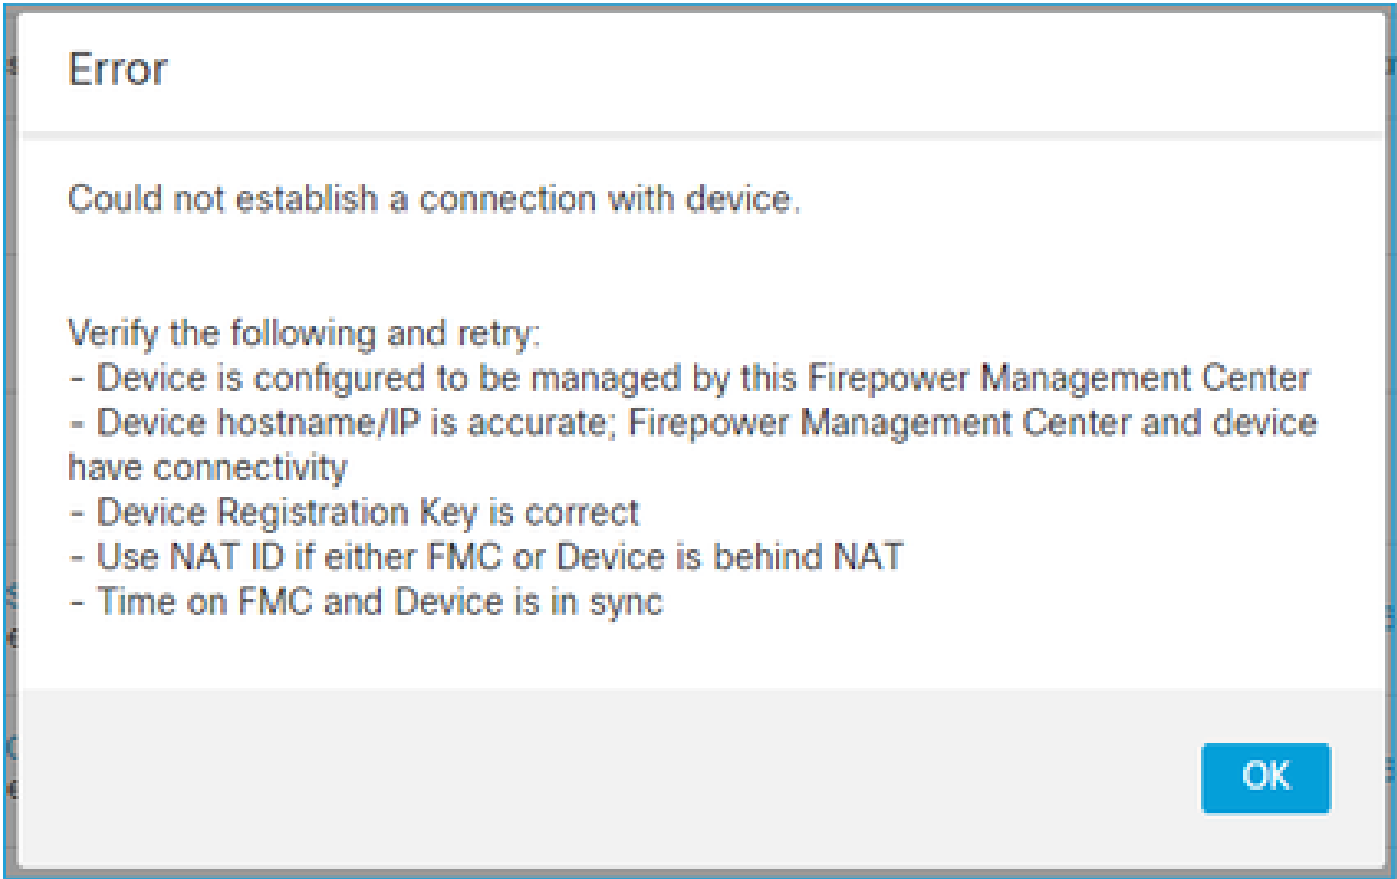 Error
Could not establish a connection with device.
Verify the following and retry:
- Device is configured to be managed by this Firepower Management Center
- Device hostname/IP is accurate; Firepower Management Center and device
have connectivity
- Device Registration Key is correct
- Use NAT ID if either FMC or Device is behind NAT
- Time on FMC and Device is in sync
OK